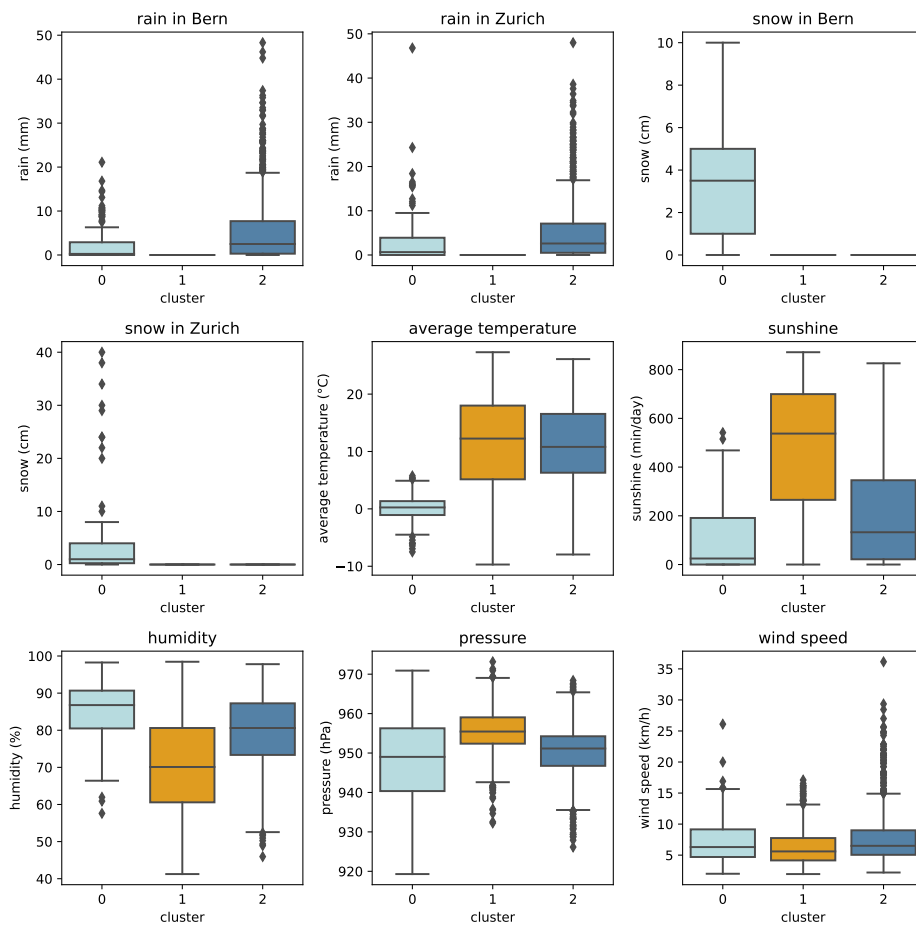 rain in Bern
rain (mm)
50
40
30
20
10
0
0 1 2
cluster
rain in Zurich
rain (mm)
50
40
30
20
10
0
0 1 2
cluster
snow in Bern
snow (cm)
10
8
6
4
2
0
0 1 2
cluster
snow in Zurich
snow (cm)
40
30
20
10
0
0 1 2
cluster
average temperature
average temperature (°C)
20
10
0
−10
0 1 2
cluster
sunshine
sunshine (min/day)
800
600
400
200
0
0 1 2
cluster
humidity
humidity (%)
100
90
80
70
60
50
40
0 1 2
cluster
pressure
pressure (hPa)
970
960
950
940
930
920
0 1 2
cluster
wind speed
wind speed (km/h)
35
30
25
20
15
10
5
0 1 2
cluster